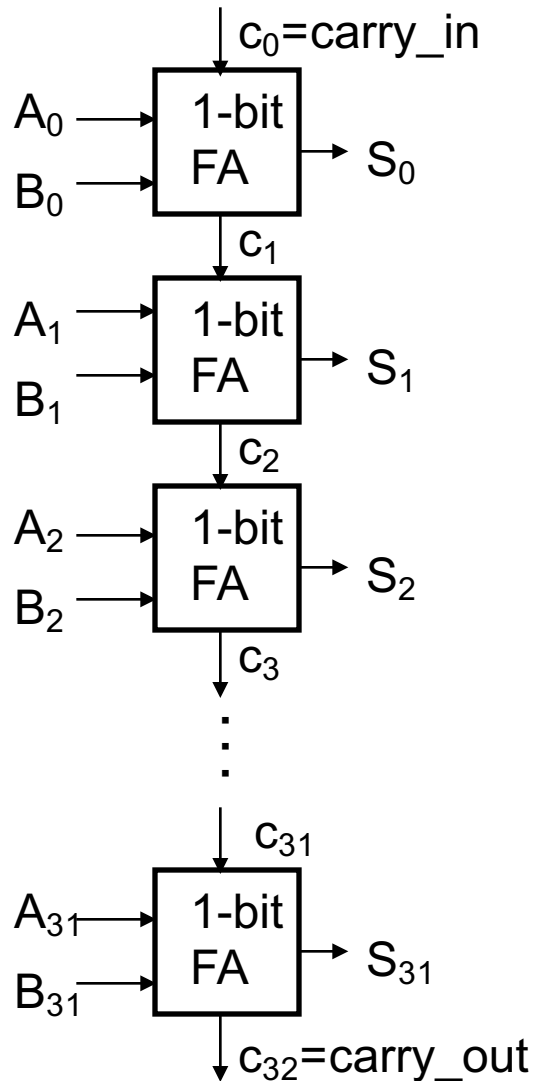 c₀=carry_in
A₀
1-bit
FA
B₀
S₀
c₁
A₁
1-bit
FA
B₁
S₁
c₂
A₂
1-bit
FA
B₂
S₂
c₃
⋮
c₃₁
A₃₁
1-bit
FA
B₃₁
S₃₁
c₃₂=carry_out